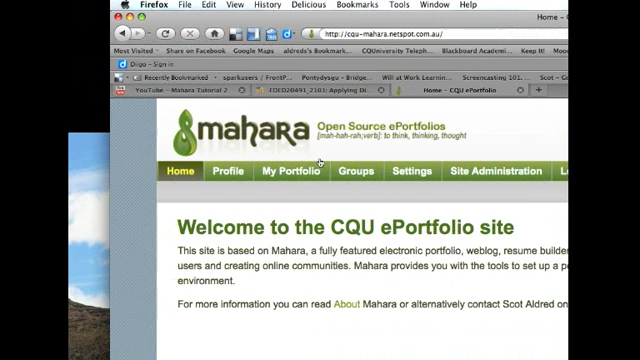 Firefox File Edit View History Delicious Bookmarks Tools Window Help
Home -
http://cqu-mahara.netspot.com.au/
Most Visited Share on Facebook aldred's Bookmark... CQUniversity Teleph... Blackboard Academi... Keep It! Mood
Diigo - Sign in
Recently Bookmarked sparkusers / FrontP... Pontydysgu - Bridge... Will at Work Learnin... Screencasting 101... Scot - G
YouTube - Mahara Tutorial 2 EDED20491_2101: Applying Di... Home - CQU ePortfolio
mahara Open Source ePortfolios
[mah-hah-rah;verb]: to think, thinking, thought
Home Profile My Portfolio Groups Settings Site Administration L
Welcome to the CQU ePortfolio site
This site is based on Mahara, a fully featured electronic portfolio, weblog, resume builder
users and creating online communities. Mahara provides you with the tools to set up a pe
environment.
For more information you can read About Mahara or alternatively contact Scot Aldred on